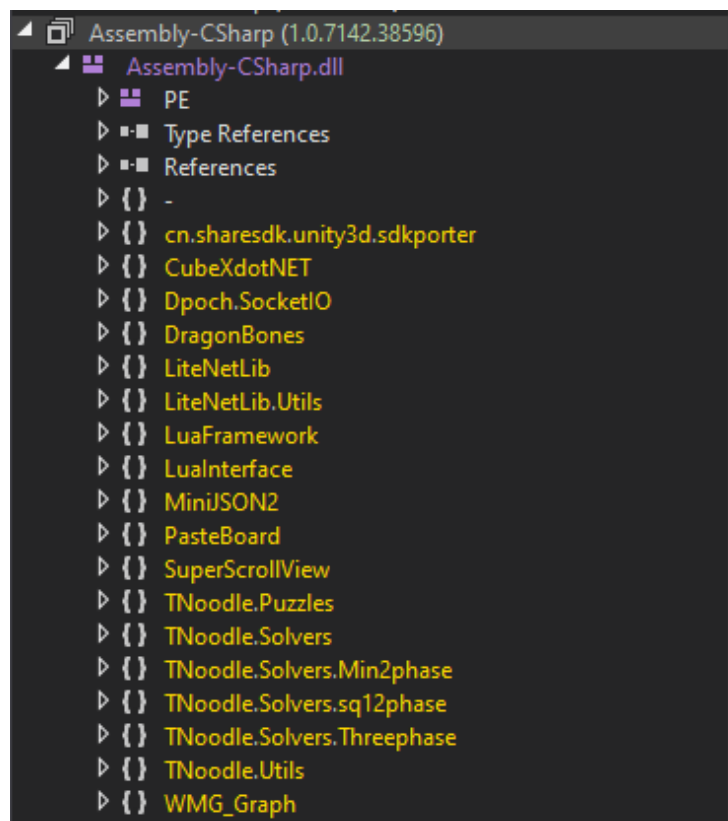 Assembly-CSharp (1.0.7142.38596)
Assembly-CSharp.dll
PE
Type References
References
{ } -
{ } cn.sharesdk.unity3d.sdkporter
{ } CubeXdotNET
{ } Dpoch.SocketIO
{ } DragonBones
{ } LiteNetLib
{ } LiteNetLib.Utils
{ } LuaFramework
{ } LuaInterface
{ } MiniJSON2
{ } PasteBoard
{ } SuperScrollView
{ } TNoodle.Puzzles
{ } TNoodle.Solvers
{ } TNoodle.Solvers.Min2phase
{ } TNoodle.Solvers.sq12phase
{ } TNoodle.Solvers.Threephase
{ } TNoodle.Utils
{ } WMG_Graph